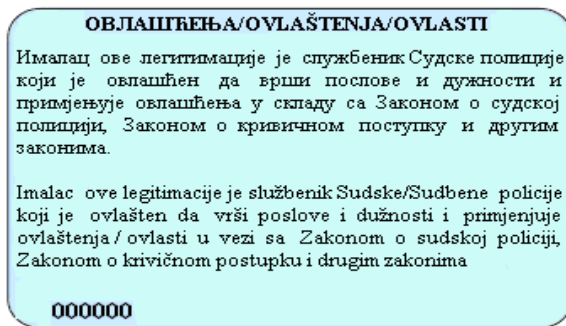 ОВЛАШЋЕЊА/OVLAŠTENJA/OVLASTI
Ималац ове легитимације је службеник Судске полиције
који је овлашћен да врши послове и дужности и
примјењује овлашћења у складу са Законом о судској
полицији, Законом о кривичном поступку и другим
законима.
Imalac ove legitimacije je službenik Sudske/Sudbene policije
koji je ovlašten da vrši poslove i dužnosti i primjenjuje
ovlaštenja / ovlasti u vezi sa Zakonom o sudskoj policiji,
Zakonom o krivičnom postupku i drugim zakonima
000000